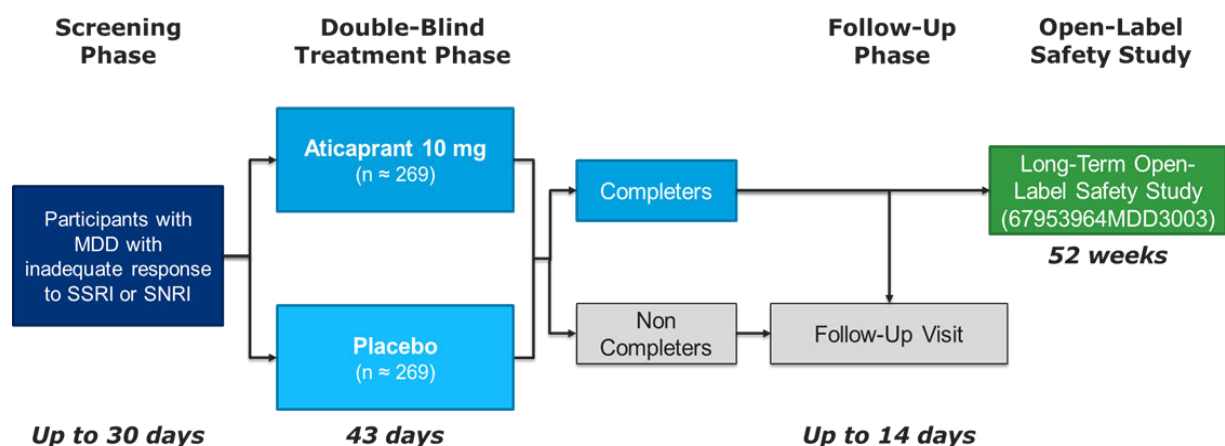 Screening
Phase
Double-Blind
Treatment Phase
Follow-Up
Phase
Open-Label
Safety Study
Participants with
MDD with
inadequate response
to SSRI or SNRI
Aticaprant 10 mg
(n ≈ 269)
Placebo
(n ≈ 269)
Completers
Non
Completers
Follow-Up Visit
Long-Term Open-
Label Safety Study
(67953964MDD3003)
52 weeks
Up to 30 days
43 days
Up to 14 days